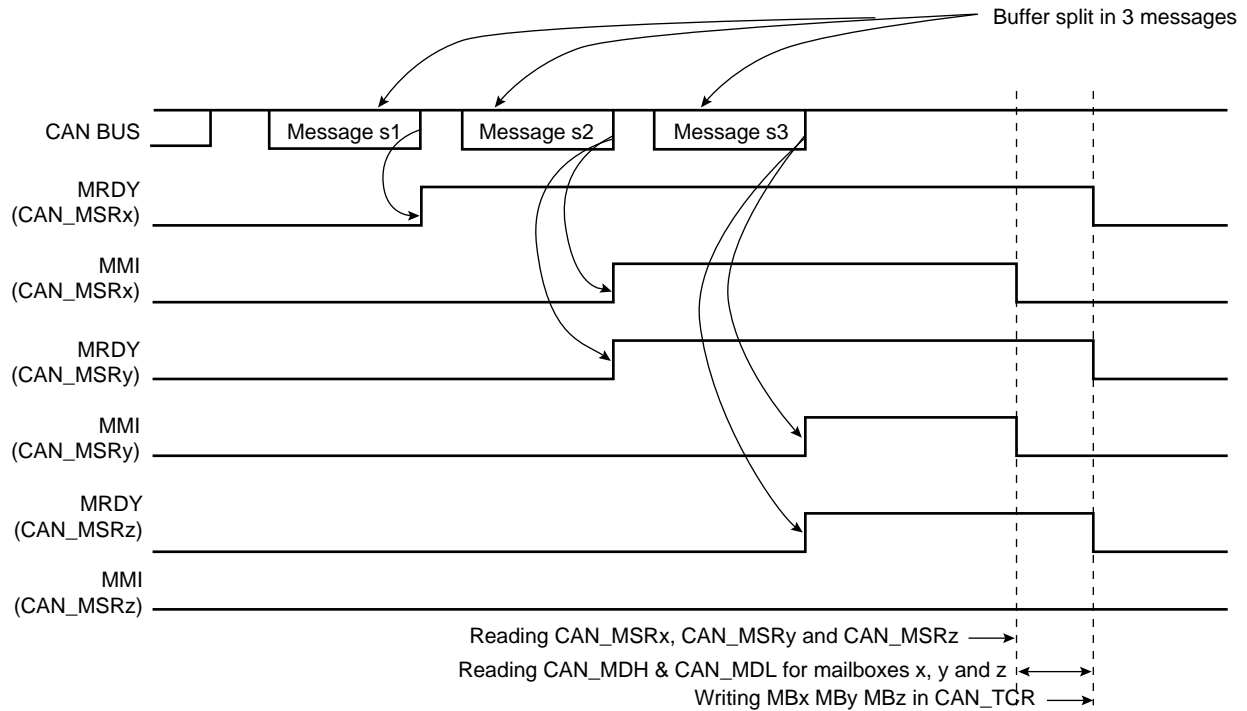 Buffer split in 3 messages
CAN BUS
Message s1
Message s2
Message s3
MRDY
(CAN_MSRx)
MMI
(CAN_MSRx)
MRDY
(CAN_MSRy)
MMI
(CAN_MSRy)
MRDY
(CAN_MSRz)
MMI
(CAN_MSRz)
Reading CAN_MSRx, CAN_MSRy and CAN_MSRz
Reading CAN_MDH & CAN_MDL for mailboxes x, y and z
Writing MBx MBy MBz in CAN_TCR